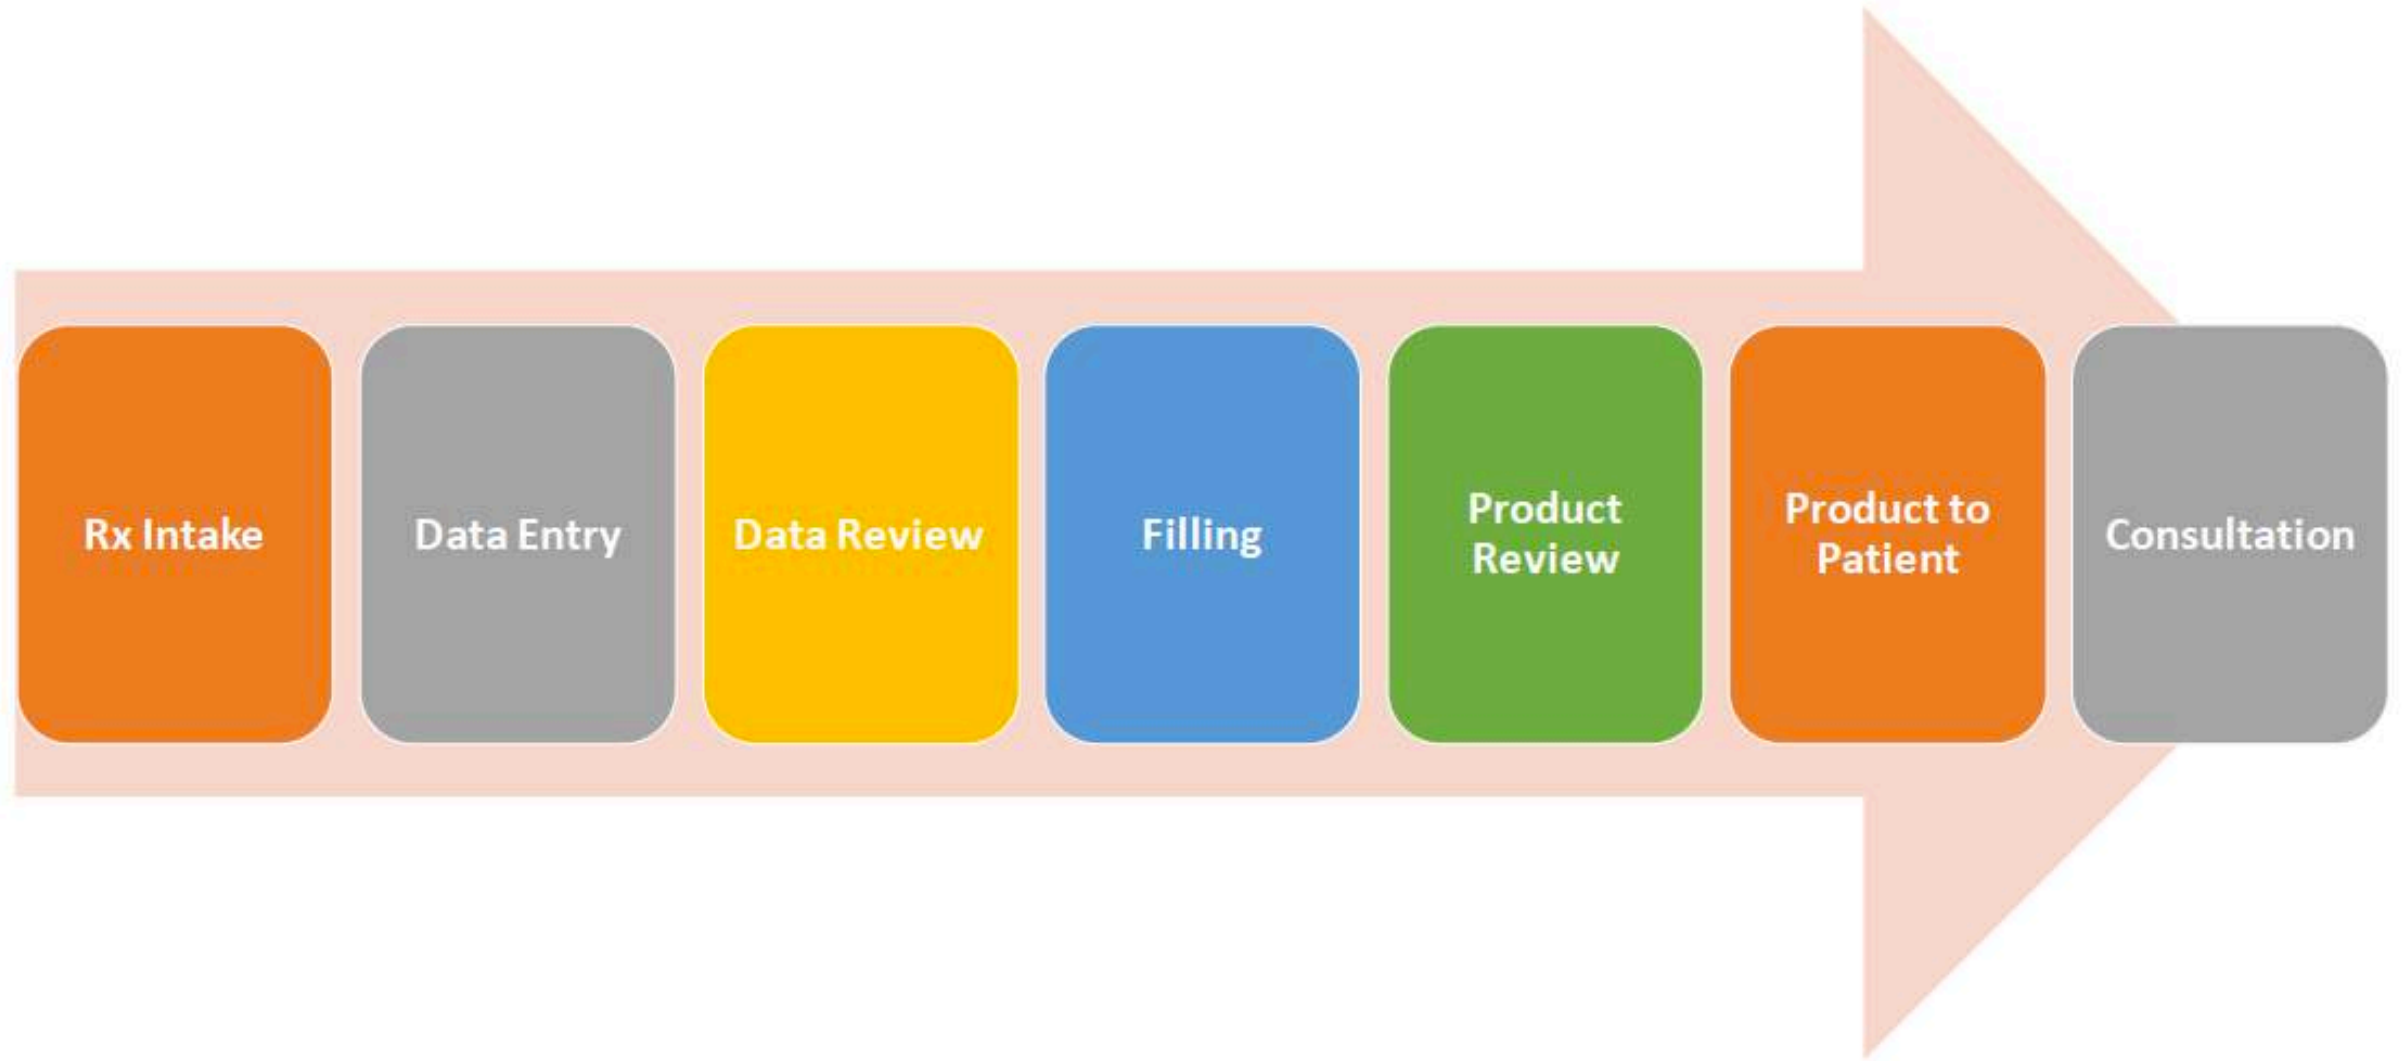 Rx Intake
Data Entry
Data Review
Filling
Product
Review
Product to
Patient
Consultation